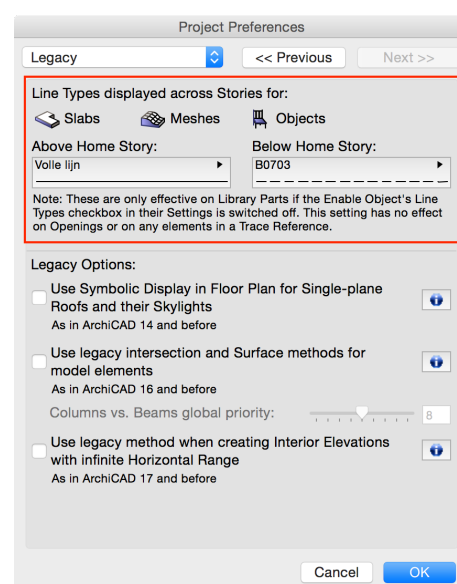 Project Preferences
Legacy
<< Previous
Next >>
Line Types displayed across Stories for:
Slabs
Meshes
Objects
Above Home Story:
Below Home Story:
Volle lijn
B0703
Note: These are only effective on Library Parts if the Enable Object's Line
Types checkbox in their Settings is switched off. This setting has no effect
on Openings or on any elements in a Trace Reference.
Legacy Options:
Use Symbolic Display in Floor Plan for Single-plane
Roofs and their Skylights
As in ArchiCAD 14 and before
Use legacy intersection and Surface methods for
model elements
As in ArchiCAD 16 and before
Columns vs. Beams global priority:
8
Use legacy method when creating Interior Elevations
with infinite Horizontal Range
As in ArchiCAD 17 and before
Cancel
OK